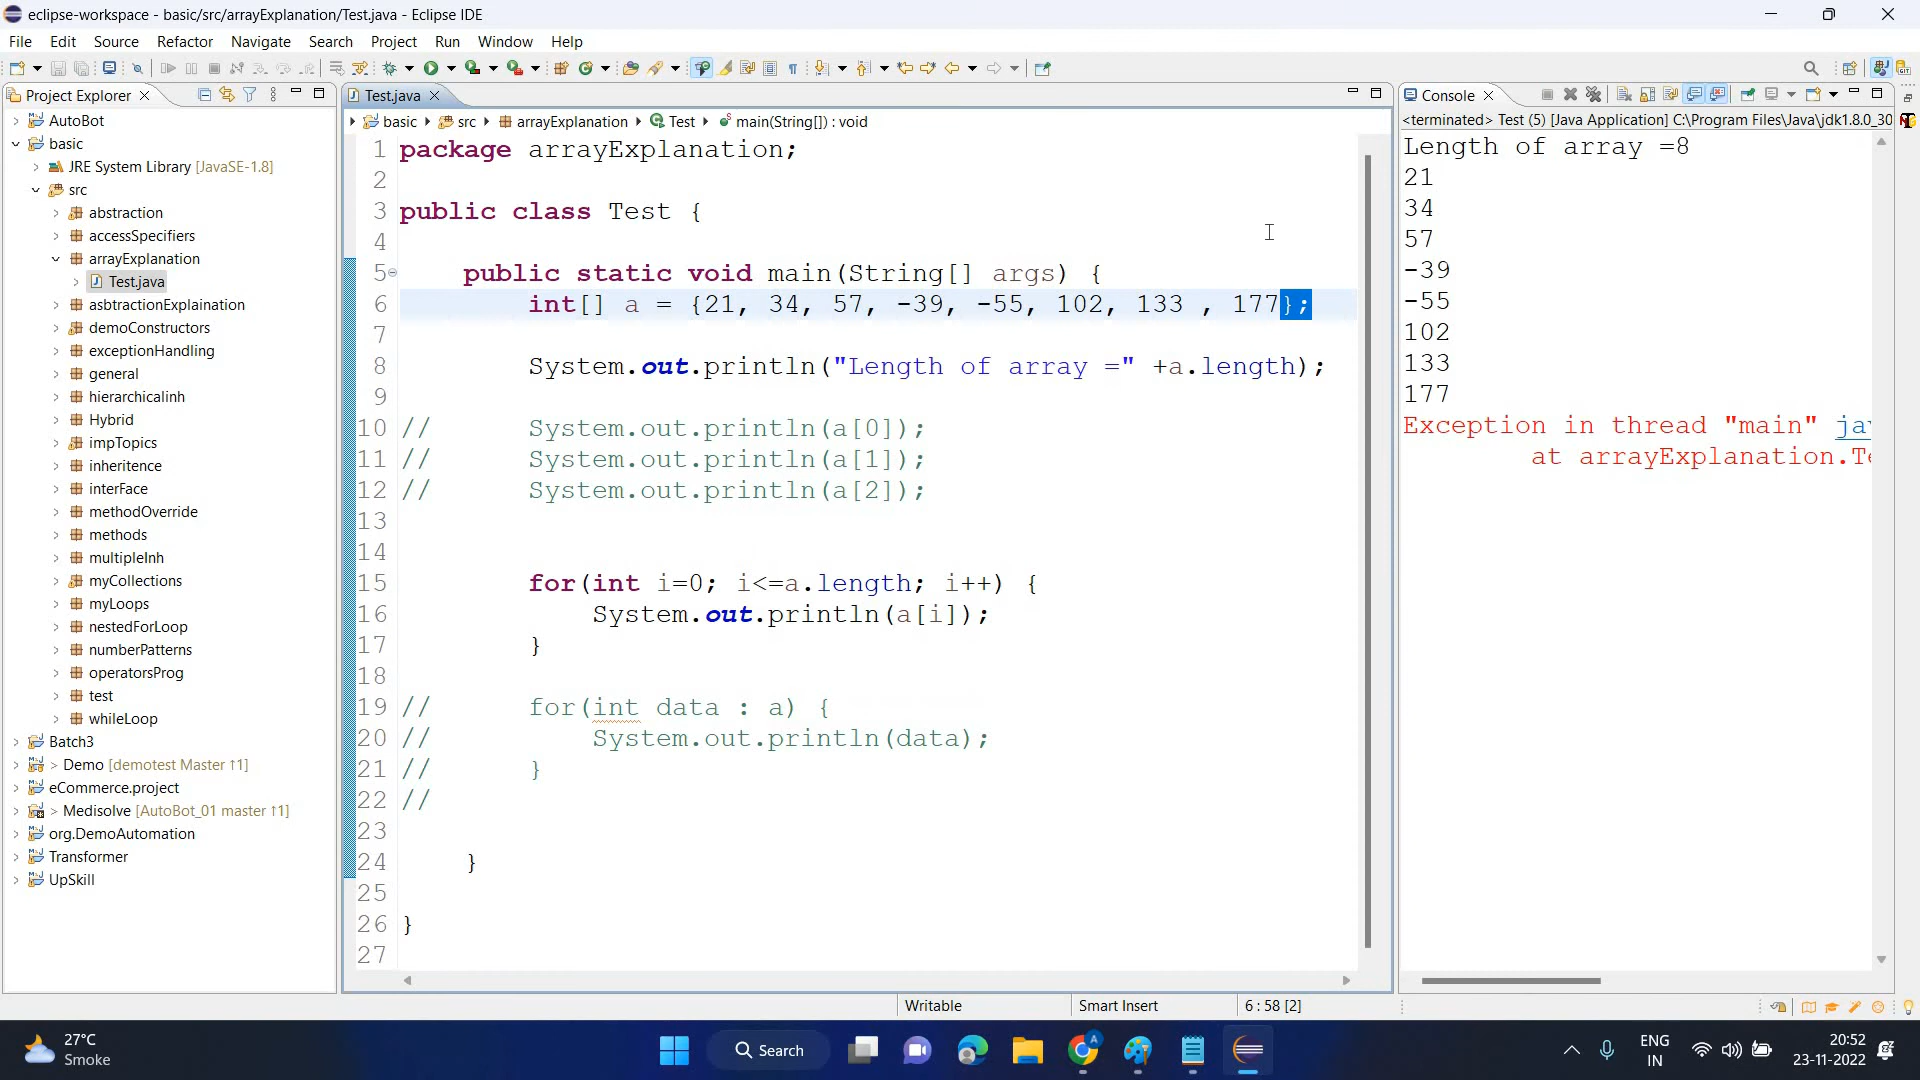 eclipse-workspace - basic/src/arrayExplanation/Test.java - Eclipse IDE
File Edit Source Refactor Navigate Search Project Run Window Help
Project Explorer
AutoBot
basic
JRE System Library [JavaSE-1.8]
src
abstraction
accessSpecifiers
arrayExplanation
Test.java
asbtractionExplaination
demoConstructors
exceptionHandling
general
hierarchicalinh
Hybrid
impTopics
inheritence
interFace
methodOverride
methods
multipleInh
myCollections
myLoops
nestedForLoop
numberPatterns
operatorsProg
test
whileLoop
Batch3
> Demo [demotest Master ↑1]
eCommerce.project
> Medisolve [AutoBot_01 master ↑1]
org.DemoAutomation
Transformer
UpSkill
Test.java
basic src arrayExplanation Test main(String[]) : void
1 package arrayExplanation;
2
3 public class Test {
4
5 public static void main(String[] args) {
6 int[] a = {21, 34, 57, -39, -55, 102, 133 , 177};
7
8 System.out.println("Length of array =" +a.length);
9
10 // System.out.println(a[0]);
11 // System.out.println(a[1]);
12 // System.out.println(a[2]);
13
14
15 for(int i=0; i<=a.length; i++) {
16 System.out.println(a[i]);
17 }
18
19 // for(int data : a) {
20 // System.out.println(data);
21 // }
22 //
23
24 }
25
26 }
27
Console
<terminated> Test (5) [Java Application] C:\Program Files\Java\jdk1.8.0_30
Length of array =8
21
34
57
-39
-55
102
133
177
Exception in thread "main" jav
at arrayExplanation.Te
Writable Smart Insert 6 : 58 [2]
27°C
Smoke
Search
ENG
IN
20:52
23-11-2022